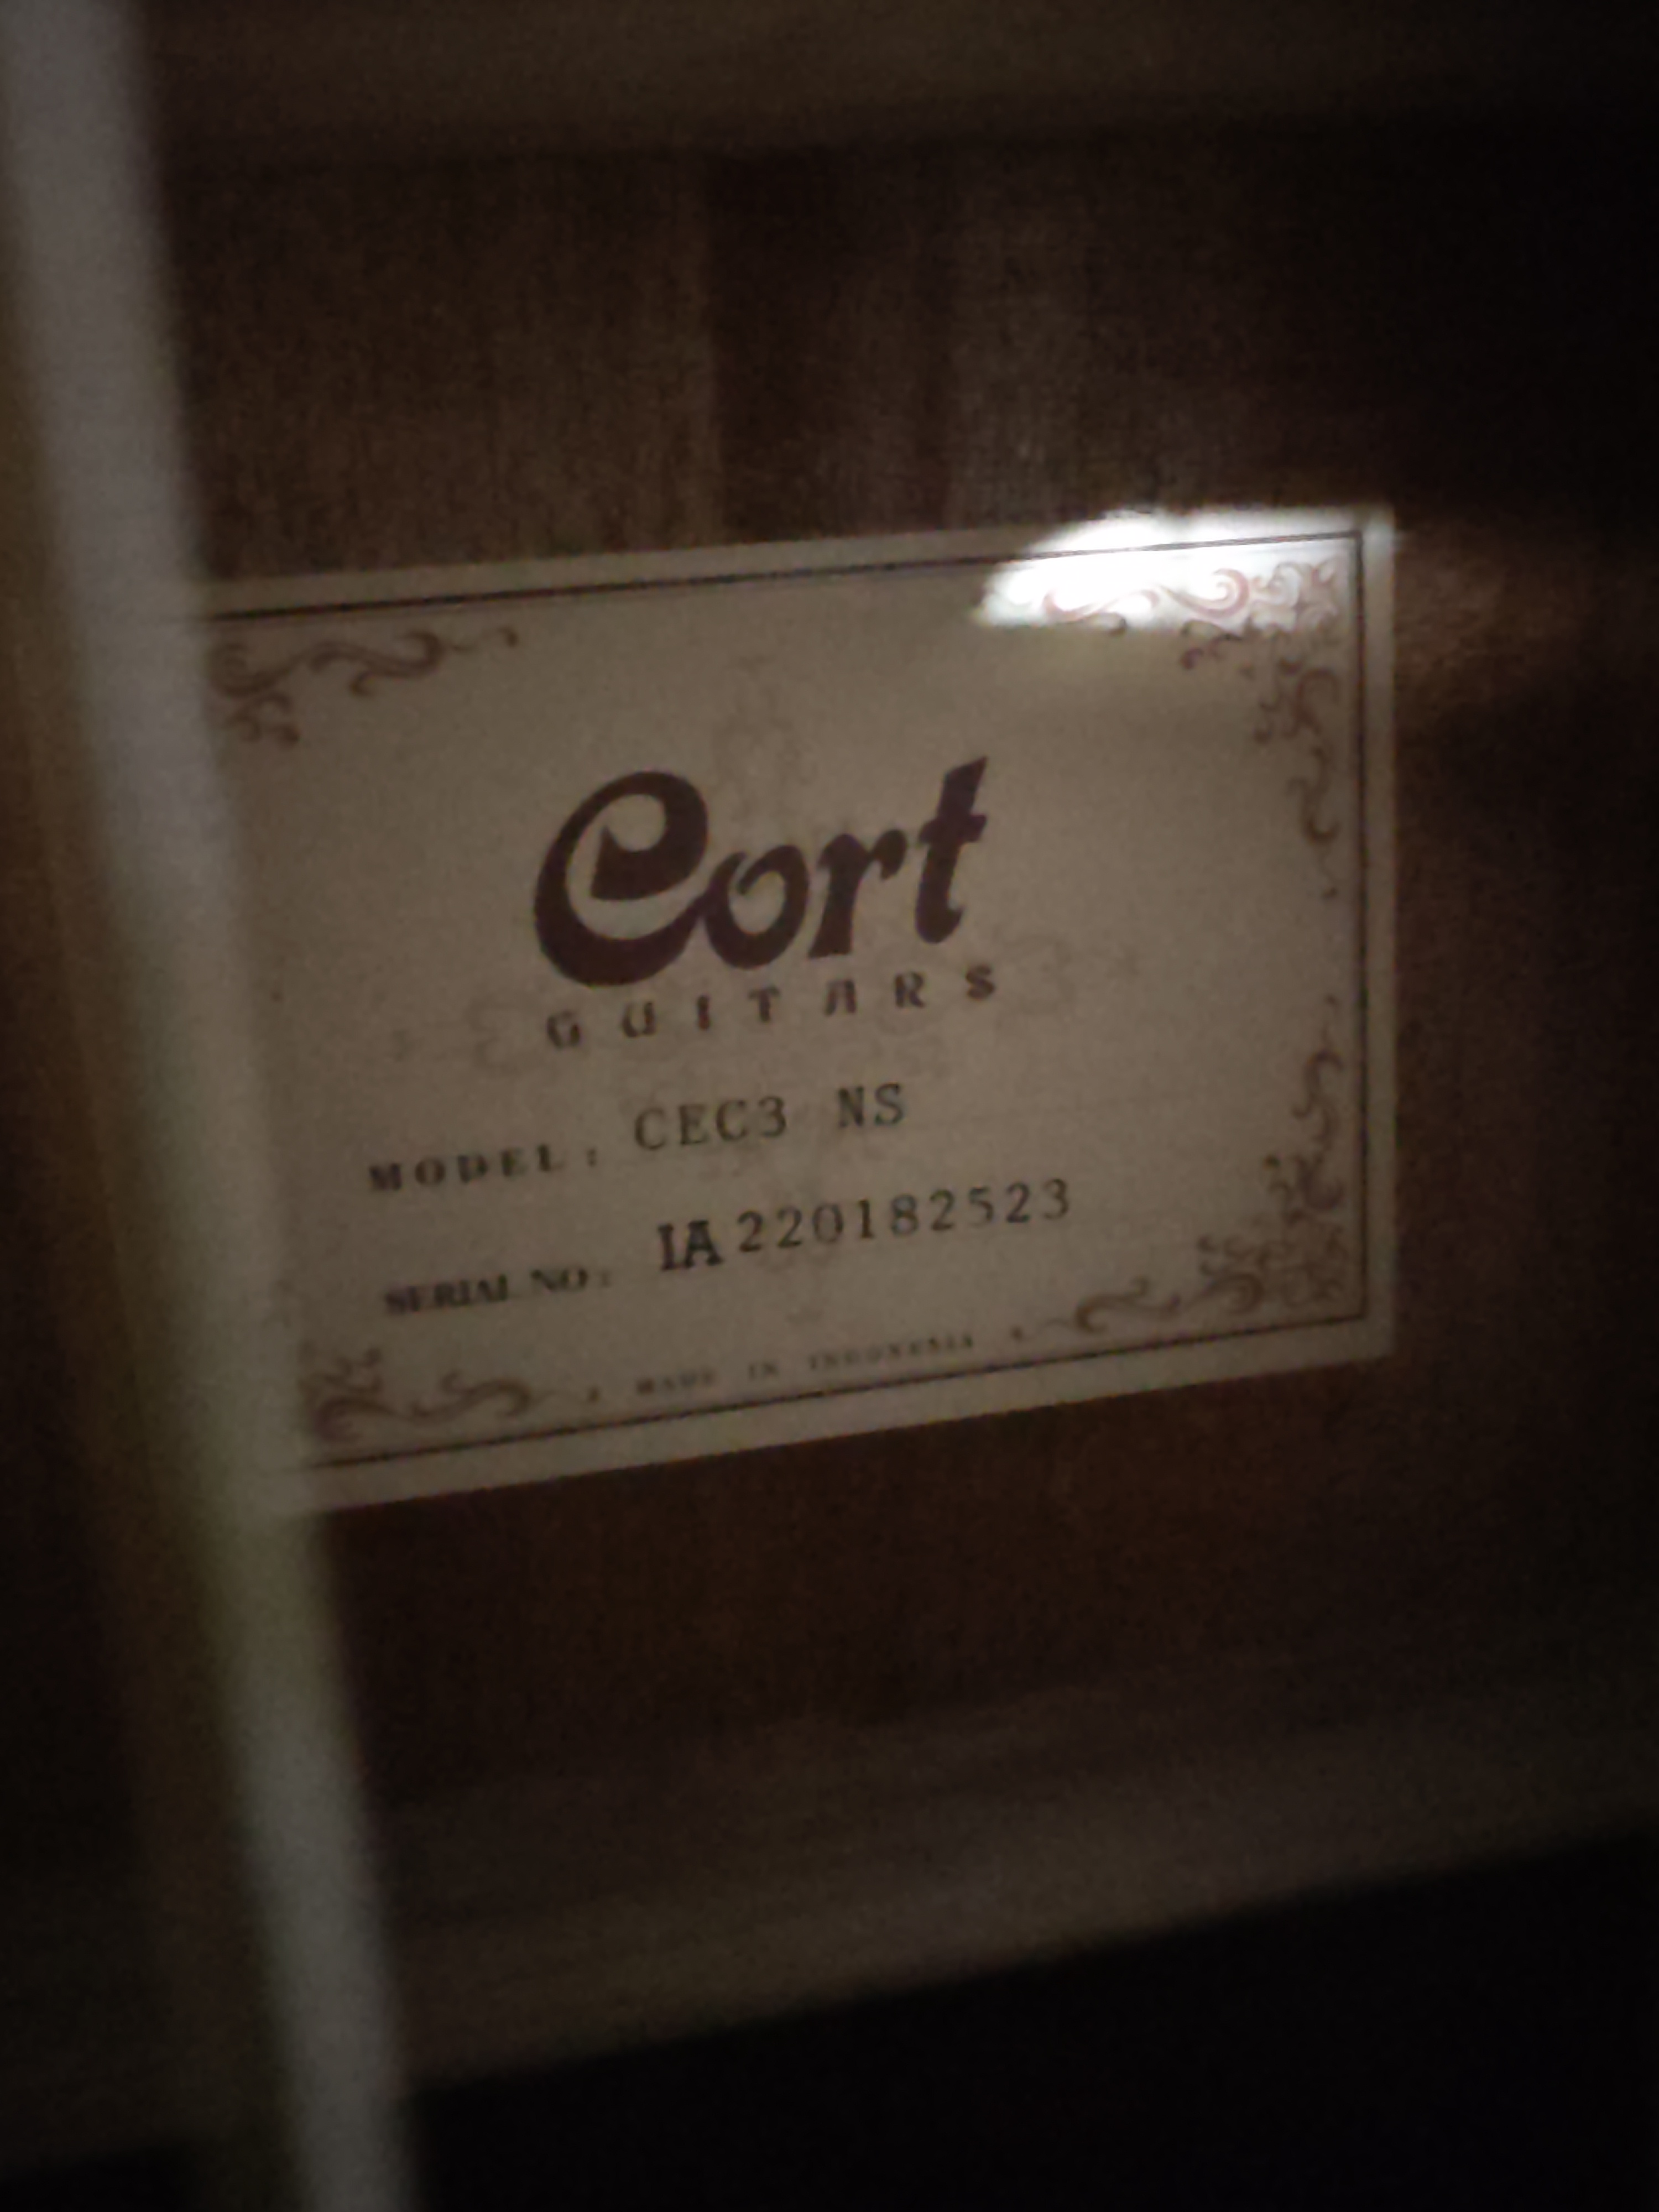 Cort
GUITARS
MODEL: CEC3 NS
SERIAL NO: IA220182523
MADE IN INDONESIA